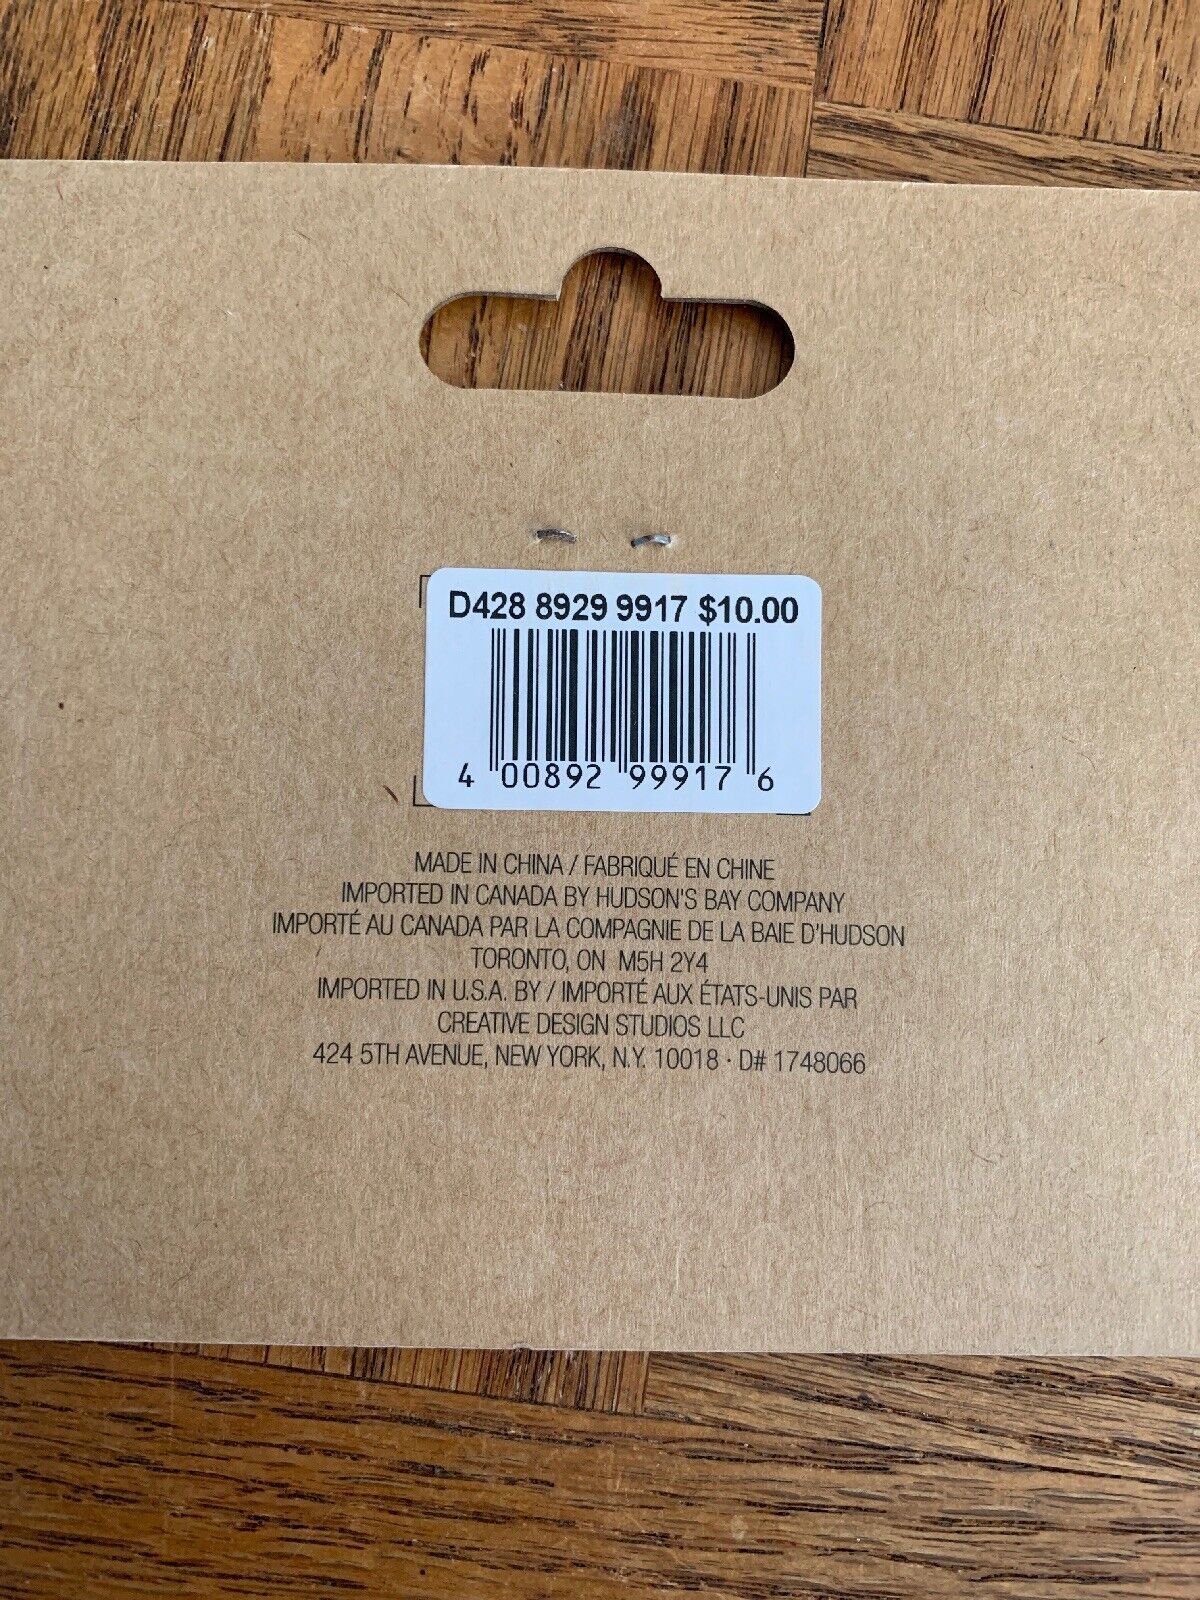 D428 8929 9917 $10.00
4 00892 99917 6
MADE IN CHINA / FABRIQUÉ EN CHINE
IMPORTED IN CANADA BY HUDSON'S BAY COMPANY
IMPORTÉ AU CANADA PAR LA COMPAGNIE DE LA BAIE D'HUDSON
TORONTO, ON M5H 2Y4
IMPORTED IN U.S.A. BY / IMPORTÉ AUX ÉTATS-UNIS PAR
CREATIVE DESIGN STUDIOS LLC
424 5TH AVENUE, NEW YORK, N.Y. 10018 · D# 1748066